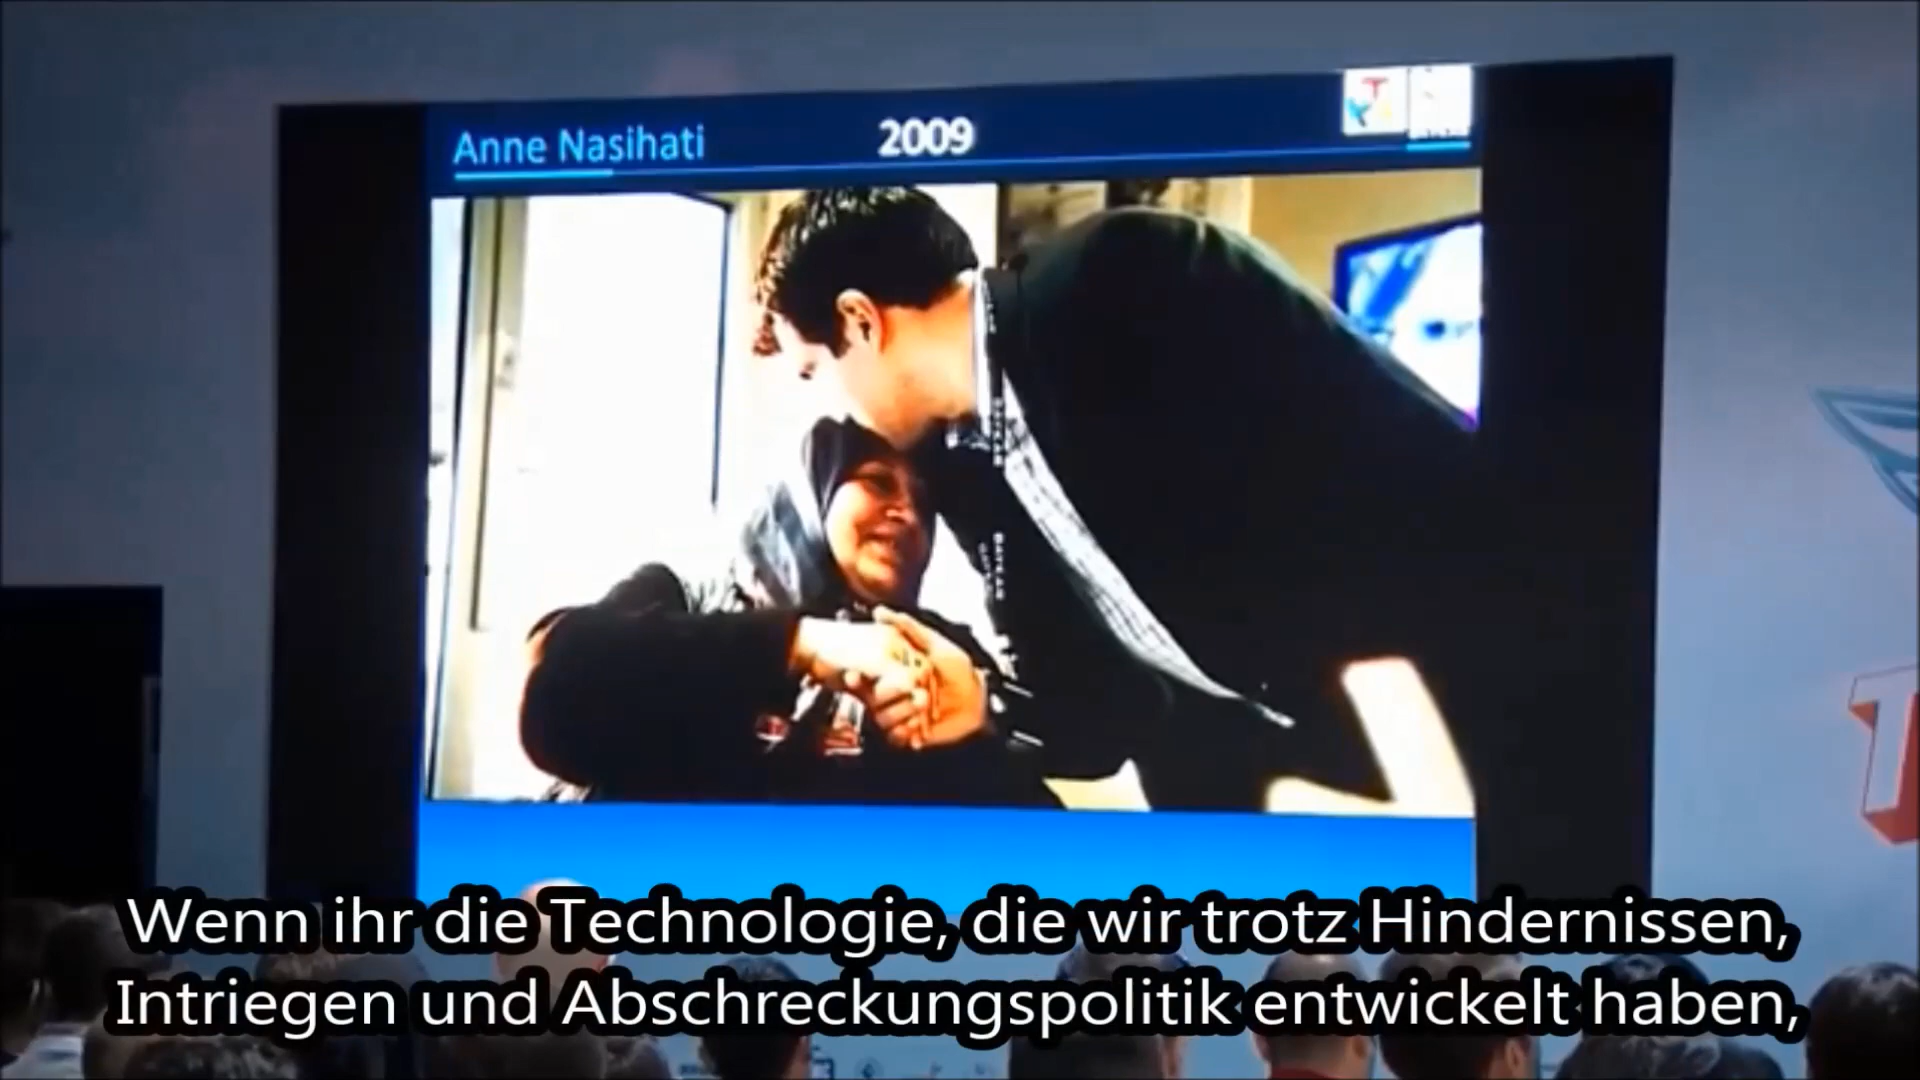 Anne Nasihati
2009
Wenn ihr die Technologie, die wir trotz Hindernissen,
Intriegen und Abschreckungspolitik entwickelt haben,